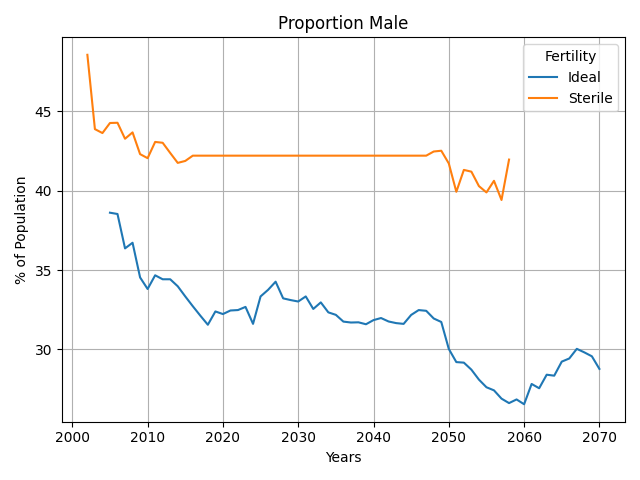 Proportion Male
Fertility
Ideal
Sterile
% of Population
45
40
35
30
2000 2010 2020 2030 2040 2050 2060 2070
Years